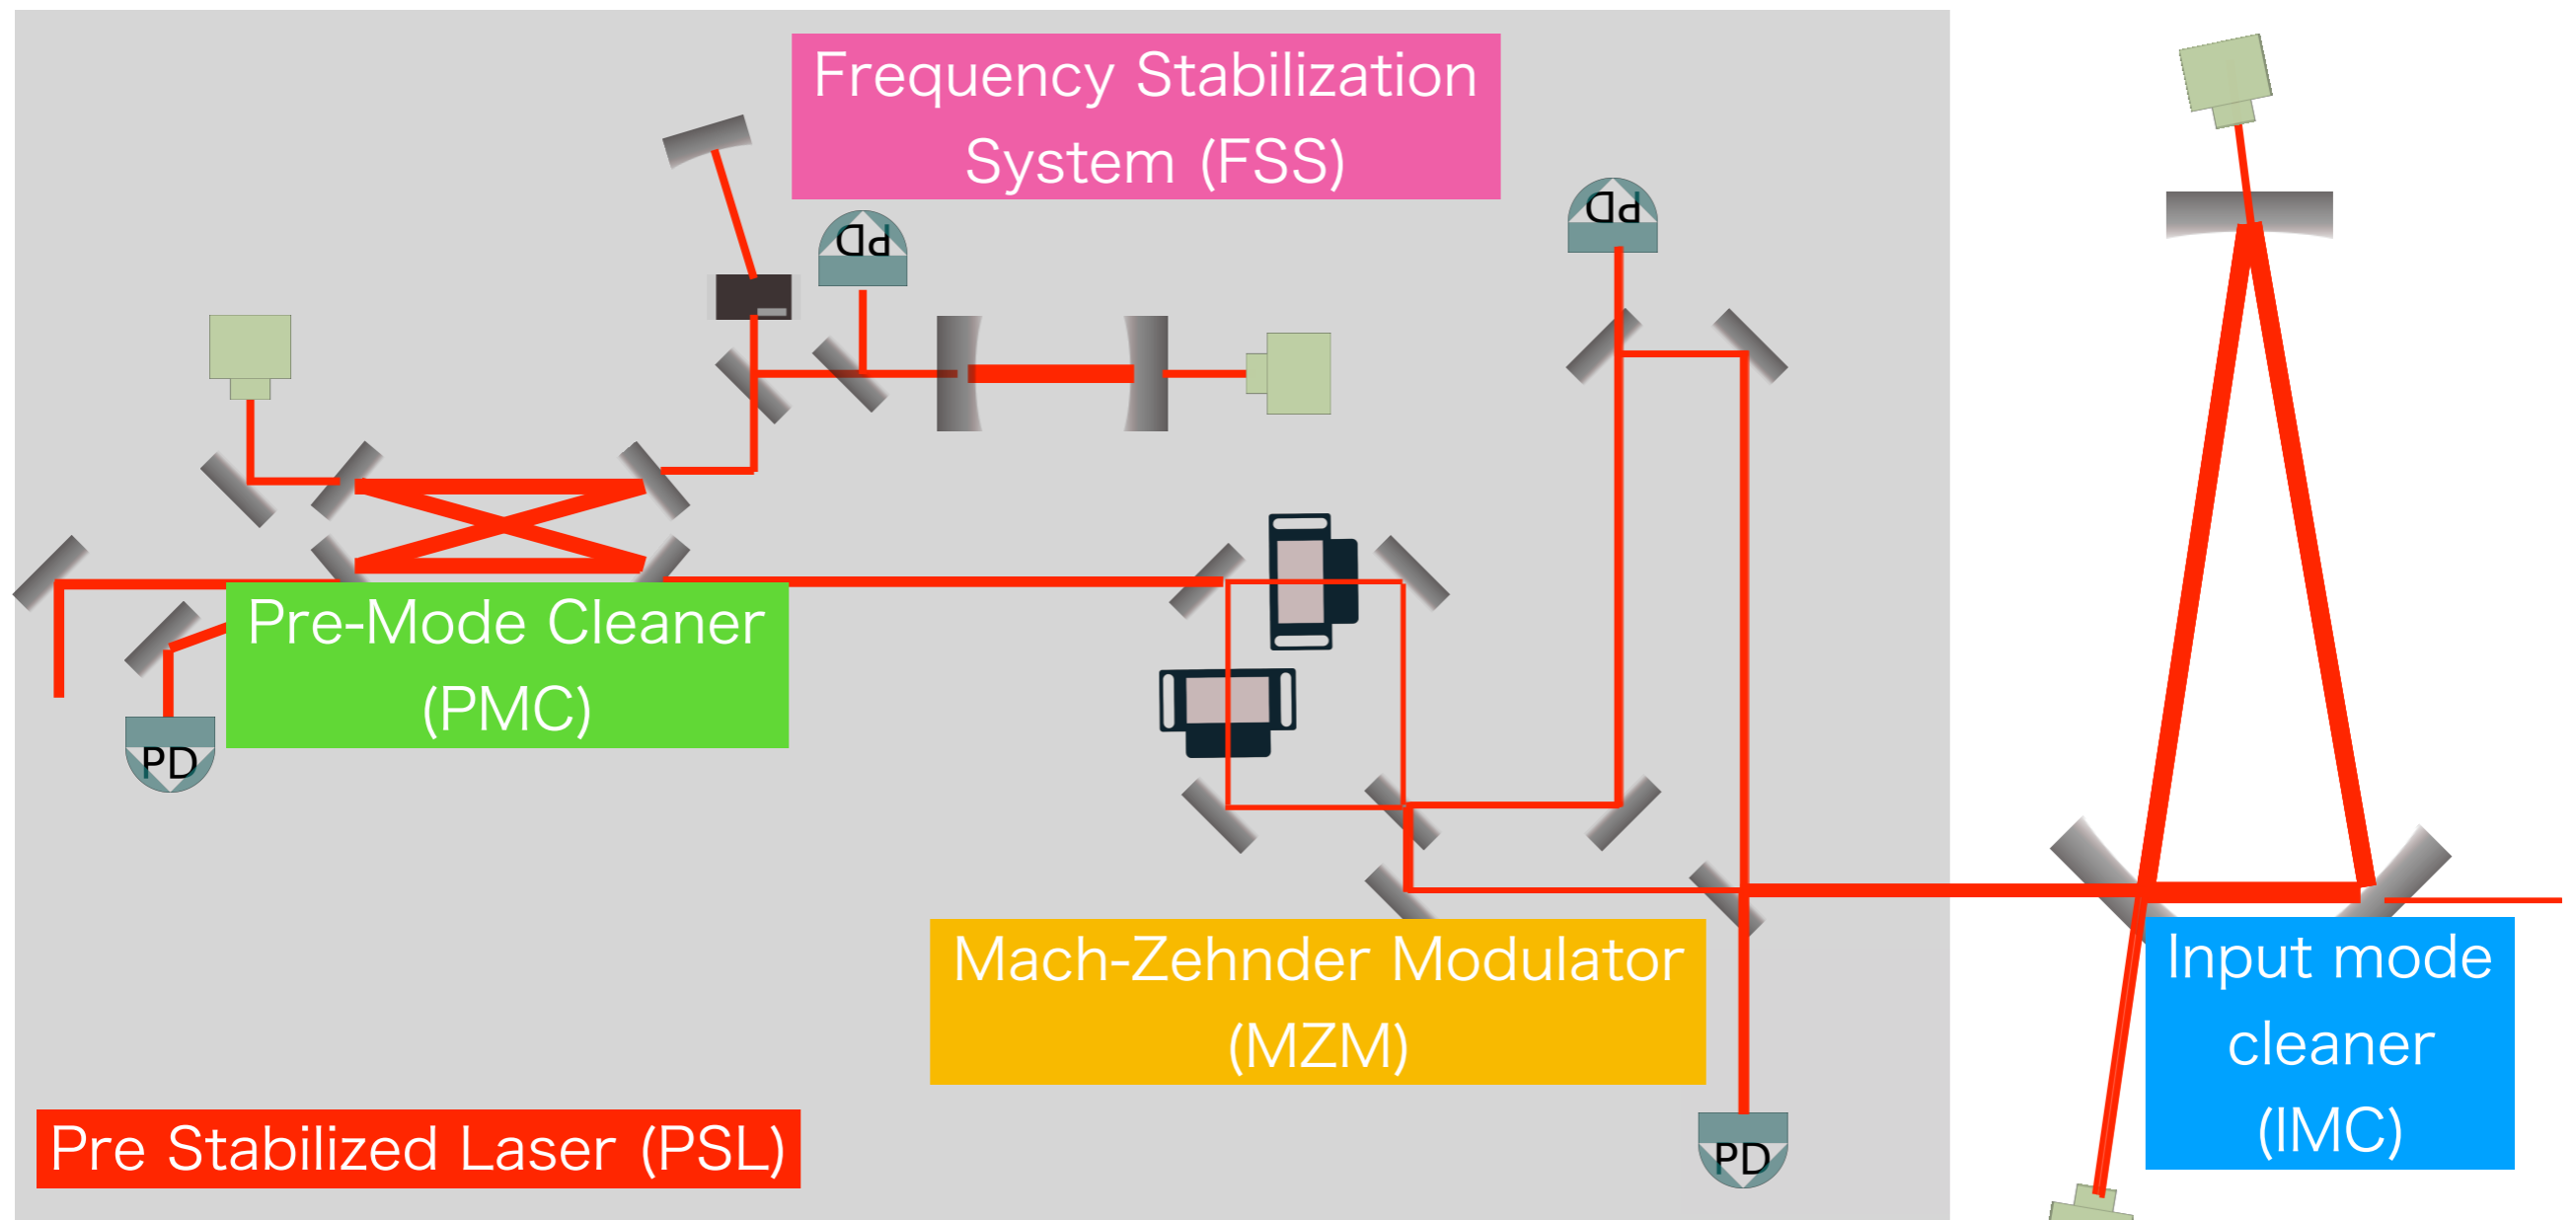 Frequency Stabilization
System (FSS)
PD
PD
Pre-Mode Cleaner
(PMC)
PD
Mach-Zehnder Modulator
(MZM)
Input mode
cleaner
(IMC)
Pre Stabilized Laser (PSL)
PD